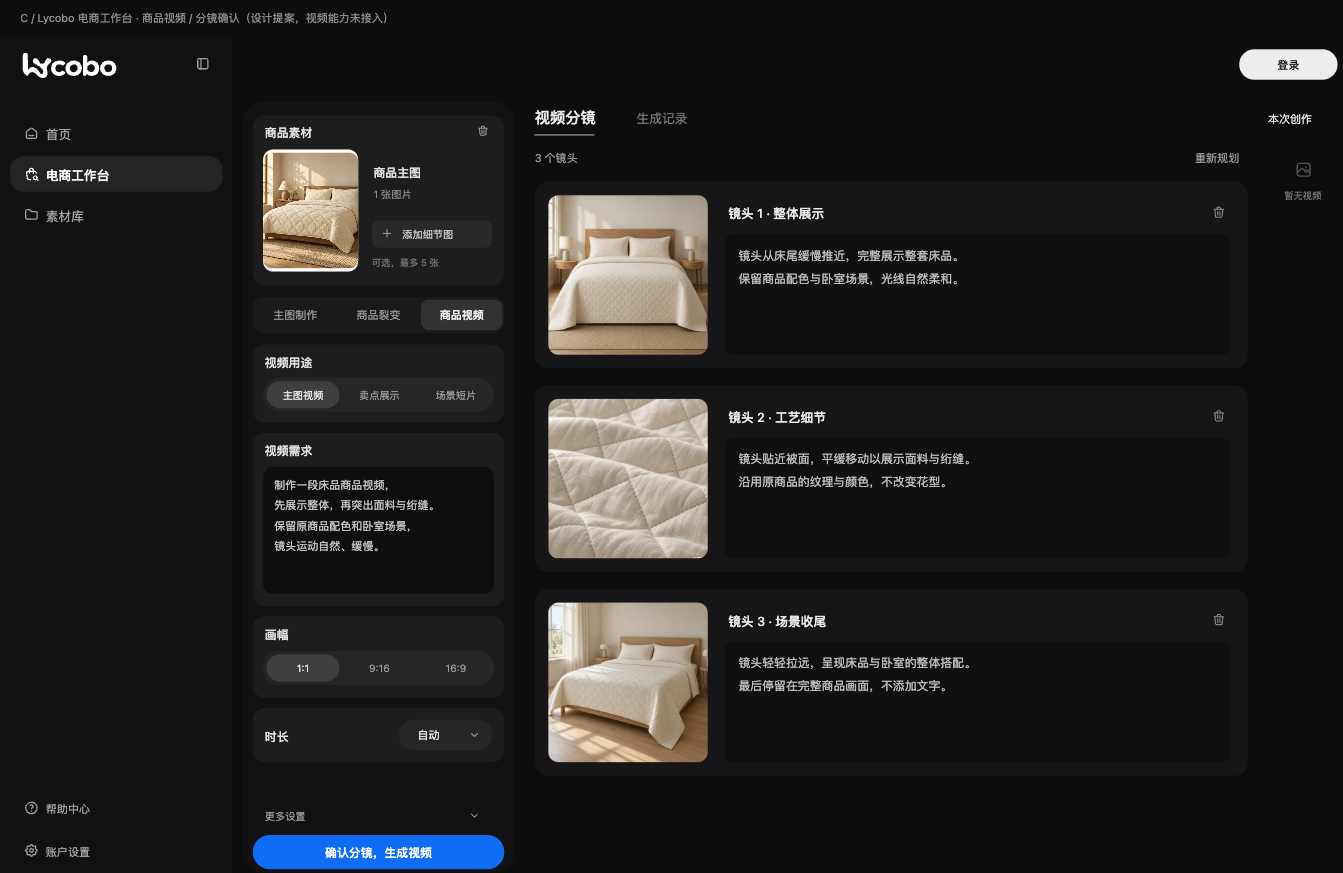 C / Lycobo 电商工作台 · 商品视频 / 分镜确认（设计提案，视频能力未接入）
Lycobo
登录
首页
电商工作台
素材库
帮助中心
账户设置
商品素材
商品主图
1 张图片
添加细节图
可选，最多 5 张
主图制作 商品裂变 商品视频
视频用途
主图视频 卖点展示 场景短片
视频需求
制作一段床品商品视频，
先展示整体，再突出面料与绗缝。
保留原商品配色和卧室场景，
镜头运动自然、缓慢。
画幅
1:1 9:16 16:9
时长 自动
更多设置
确认分镜，生成视频
视频分镜 生成记录
3 个镜头 重新规划
镜头 1 · 整体展示
镜头从床尾缓慢推近，完整展示整套床品。
保留商品配色与卧室场景，光线自然柔和。
镜头 2 · 工艺细节
镜头贴近被面，平缓移动以展示面料与绗缝。
沿用原商品的纹理与颜色，不改变花型。
镜头 3 · 场景收尾
镜头轻轻拉远，呈现床品与卧室的整体搭配。
最后停留在完整商品画面，不添加文字。
本次创作
暂无视频